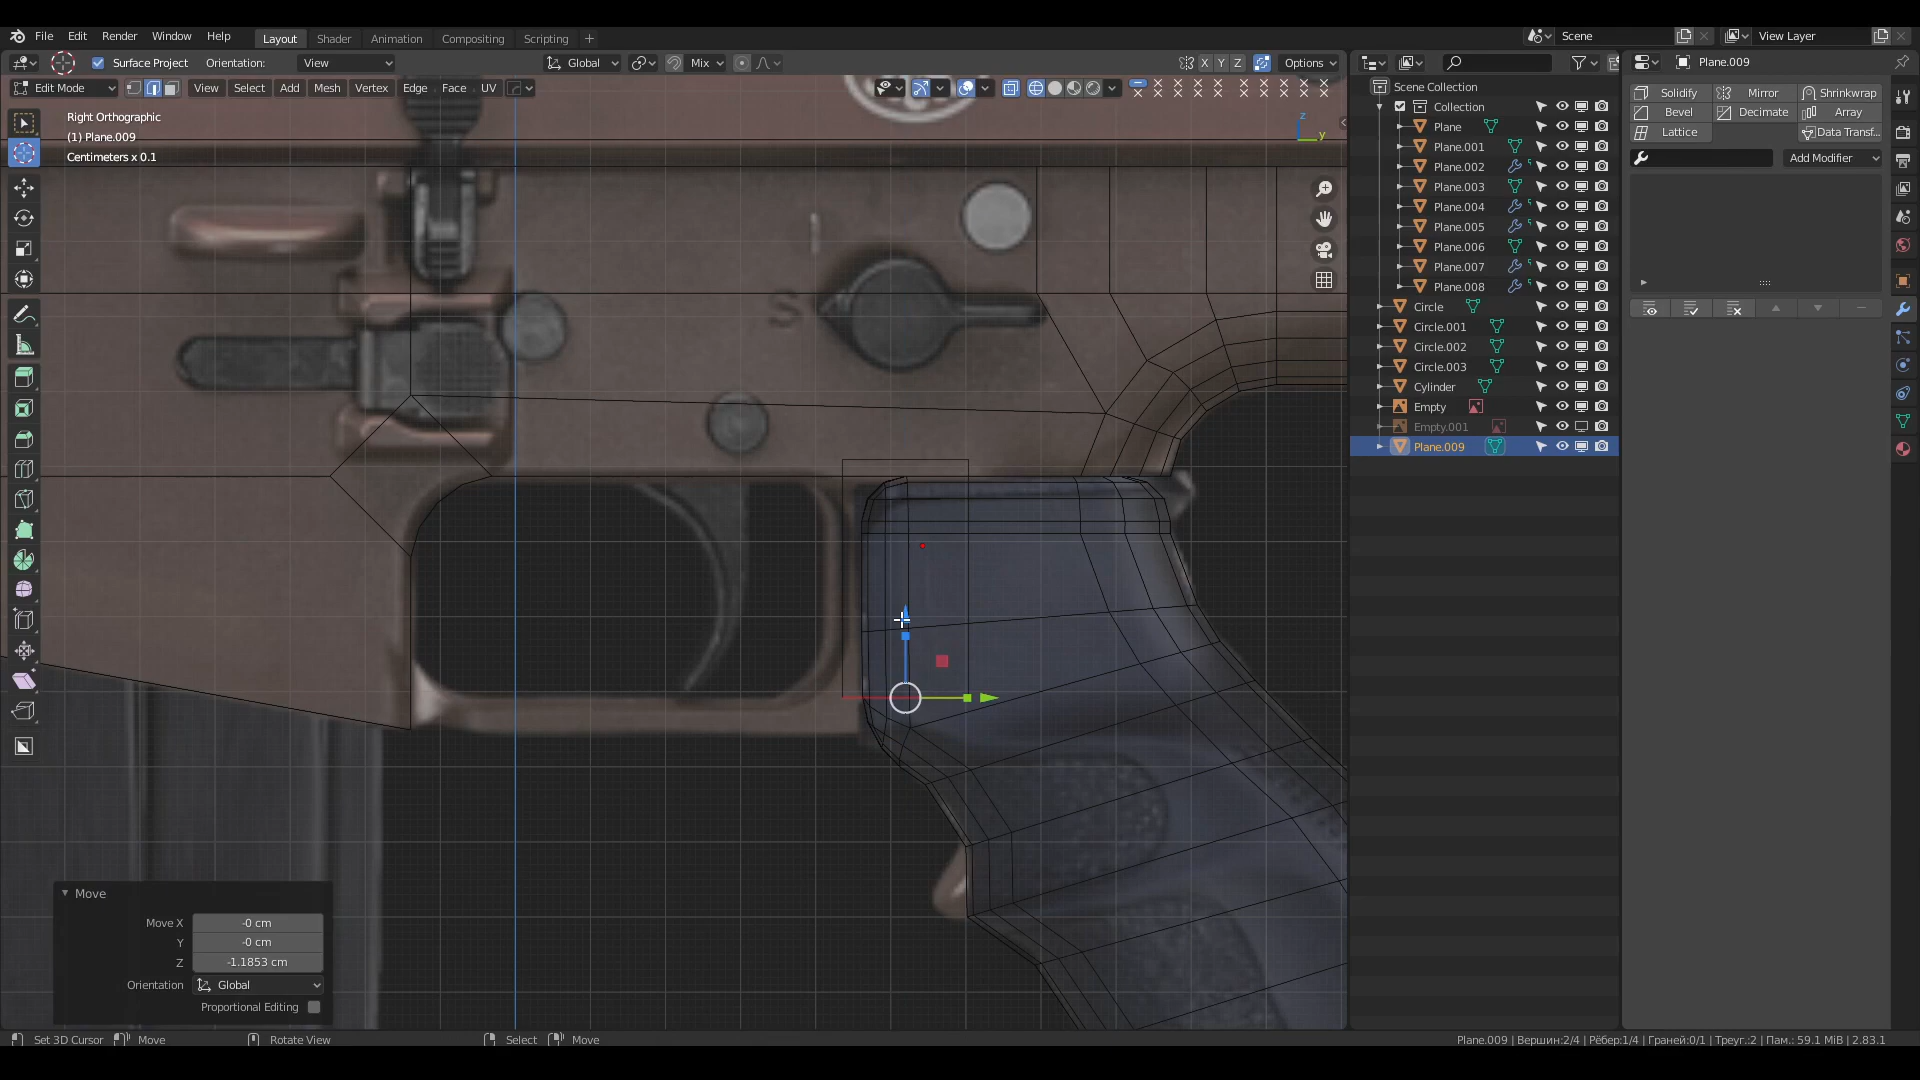 File Edit Render Window Help
Layout Shader Animation Compositing Scripting +
Scene
View Layer
Surface Project Orientation: View
Global
Mix
X Y Z
Options
Edit Mode View Select Add Mesh Vertex Edge Face UV
Right Orthographic
(1) Plane.009
Centimeters x 0.1
z
y
S
Scene Collection
Collection
Plane
Plane.001
Plane.002
Plane.003
Plane.004
Plane.005
Plane.006
Plane.007
Plane.008
Circle
Circle.001
Circle.002
Circle.003
Cylinder
Empty
Empty.001
Plane.009
Plane.009
Solidify Mirror Shrinkwrap
Bevel Decimate Array
Lattice Data Transf...
Add Modifier
Move
Move X -0 cm
Y -0 cm
Z -1.1853 cm
Orientation Global
Proportional Editing
Set 3D Cursor Move Rotate View Select Move
Plane.009 | Вершин:2/4 | Рёбер:1/4 | Граней:0/1 | Треуг.:2 | Пам.: 59.1 MiB | 2.83.1